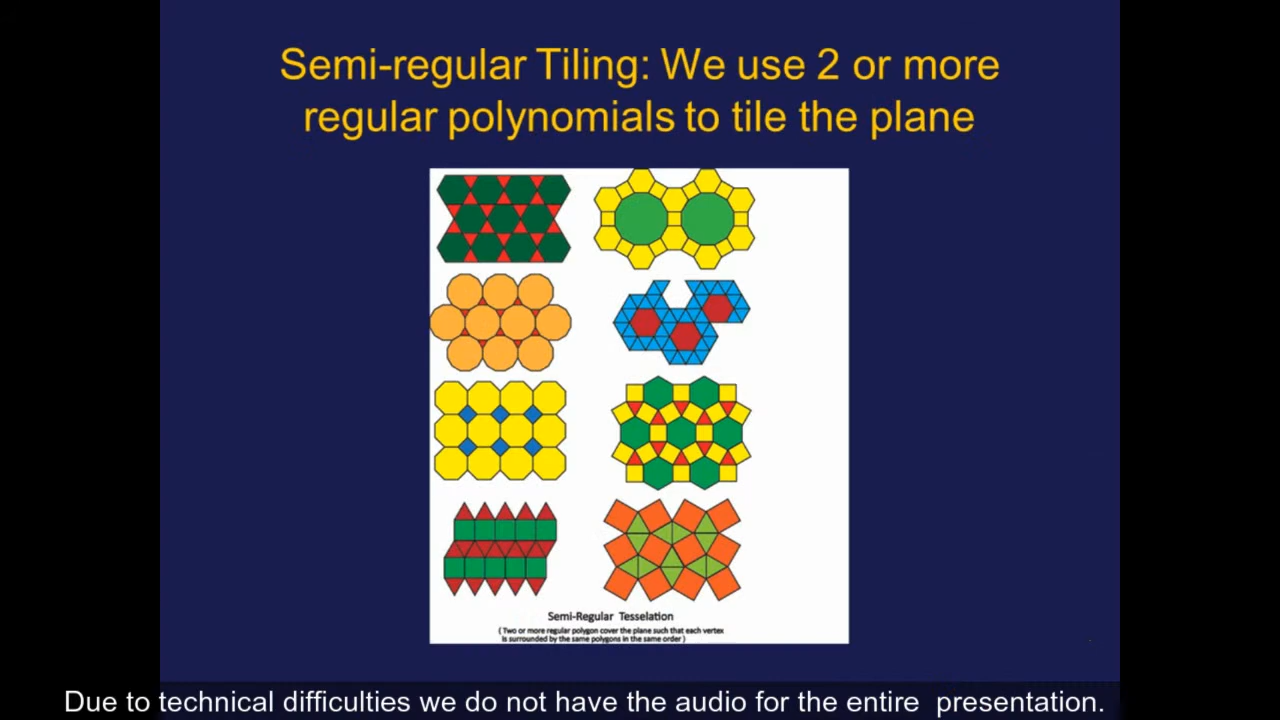 Semi-regular Tiling: We use 2 or more
regular polynomials to tile the plane
Semi-Regular Tesselation
( Two or more regular polygon cover the plane such that each vertex
is surrounded by the same polygons in the same order )
Due to technical difficulties we do not have the audio for the entire presentation.